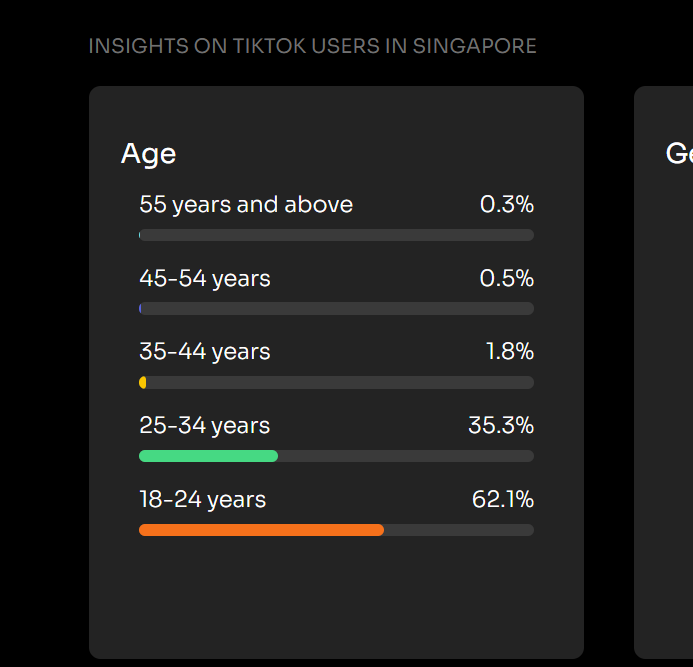 INSIGHTS ON TIKTOK USERS IN SINGAPORE
Age
55 years and above 0.3%
45-54 years 0.5%
35-44 years 1.8%
25-34 years 35.3%
18-24 years 62.1%